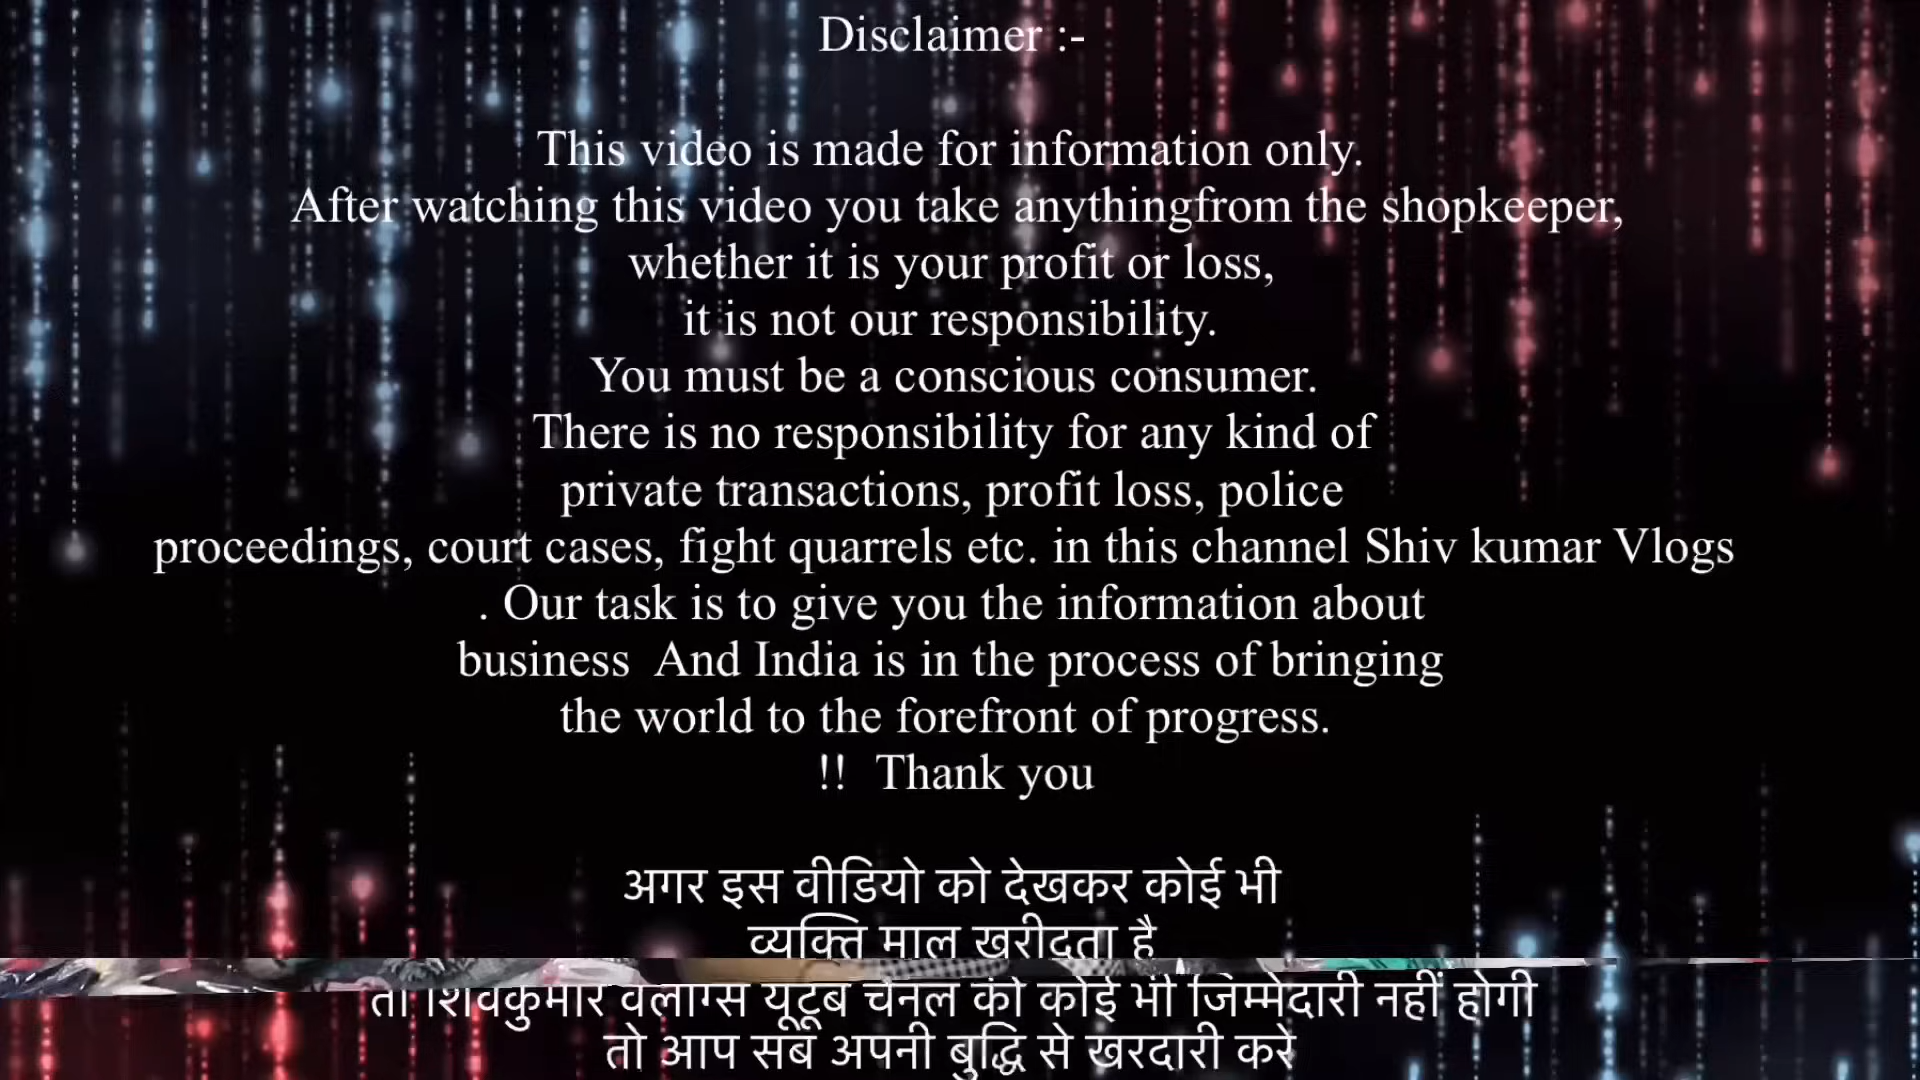 Disclaimer :-
This video is made for information only.
After watching this video you take anythingfrom the shopkeeper,
whether it is your profit or loss,
it is not our responsibility.
You must be a conscious consumer.
There is no responsibility for any kind of
private transactions, profit loss, police
proceedings, court cases, fight quarrels etc. in this channel Shiv kumar Vlogs
. Our task is to give you the information about
business  And India is in the process of bringing
the world to the forefront of progress.
!!  Thank you
अगर इस वीडियो को देखकर कोई भी
व्यक्ति माल खरीदता है
तो शिवकुमार वलॉग्स यूटूब चैनल की कोई भी जिम्मेदारी नहीं होगी
तो आप सब अपनी बुद्धि से खरदारी करे